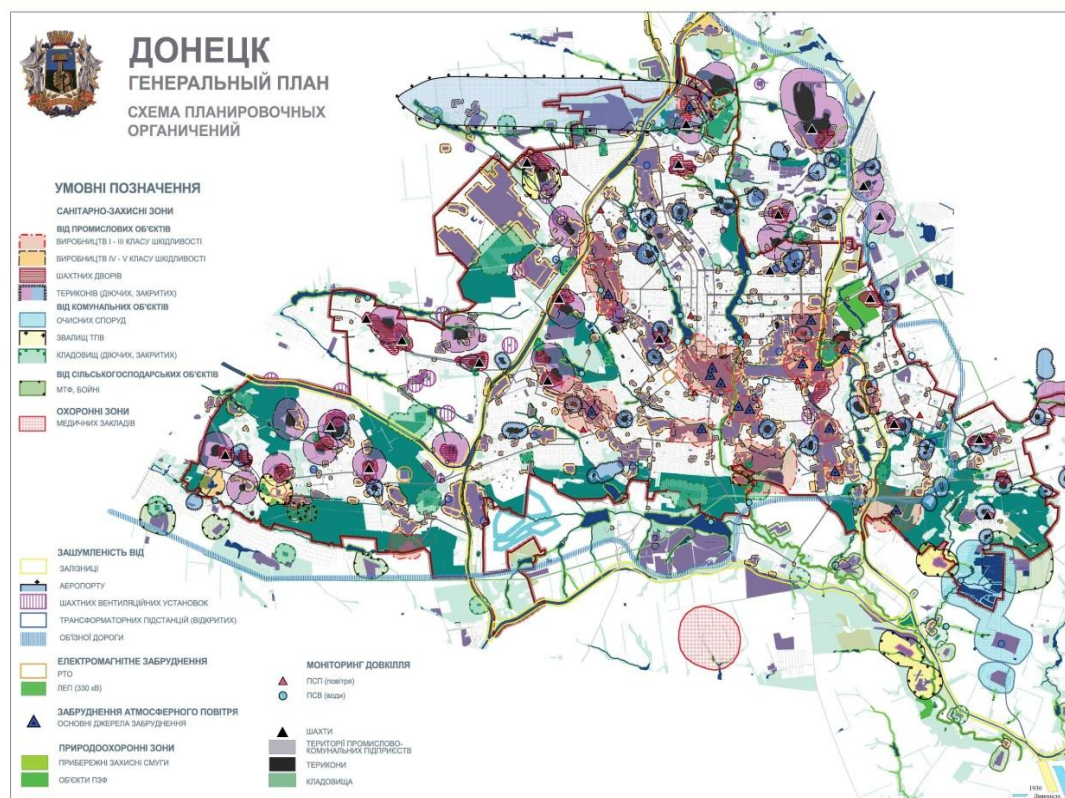 ДОНЕЦК
ГЕНЕРАЛЬНЫЙ ПЛАН
СХЕМА ПЛАНИРОВОЧНЫХ
ОРГАНИЧЕНИЙ
УМОВНІ ПОЗНАЧЕННЯ
САНІТАРНО-ЗАХИСНІ ЗОНИ
ВІД ПРОМИСЛОВИХ ОБ'ЄКТІВ
ВИРОБНИЦТВ I - III КЛАСУ ШКІДЛИВОСТІ
ВИРОБНИЦТВ IV - V КЛАСУ ШКІДЛИВОСТІ
ШАХТНИХ ДВОРІВ
ТЕРИКОНІВ (ДІЮЧИХ, ЗАКРИТИХ)
ВІД КОМУНАЛЬНИХ ОБ'ЄКТІВ
ОЧИСНИХ СПОРУД
ЗВАЛИЩ ТПВ
КЛАДОВИЩ (ДІЮЧИХ, ЗАКРИТИХ)
ВІД СІЛЬСЬКОГОСПОДАРСЬКИХ ОБ'ЄКТІВ
МТФ, БОЙНІ
ОХОРОННІ ЗОНИ
МЕДИЧНИХ ЗАКЛАДІВ
ЗАШУМЛЕНІСТЬ ВІД
ЗАЛІЗНИЦІ
АЕРОПОРТУ
ШАХТНИХ ВЕНТИЛЯЦІЙНИХ УСТАНОВОК
ТРАНСФОРМАТОРНИХ ПІДСТАНЦІЙ (ВІДКРИТИХ)
ОБ'ЇЗНОЇ ДОРОГИ
ЕЛЕКТРОМАГНІТНЕ ЗАБРУДНЕННЯ
РТО
ЛЕП (330 кВ)
ЗАБРУДНЕННЯ АТМОСФЕРНОГО ПОВІТРЯ
ОСНОВНІ ДЖЕРЕЛА ЗАБРУДНЕННЯ
ПРИРОДООХОРОННІ ЗОНИ
ПРИБЕРЕЖНІ ЗАХИСНІ СМУГИ
ОБ'ЄКТИ ПЗФ
МОНІТОРИНГ ДОВКІЛЛЯ
ПСП (повітря)
ПСВ (води)
ШАХТИ
ТЕРИТОРІЇ ПРОМИСЛОВО-
КОМУНАЛЬНИХ ПІДПРИЄМСТВ
ТЕРИКОНИ
КЛАДОВИЩА
1930